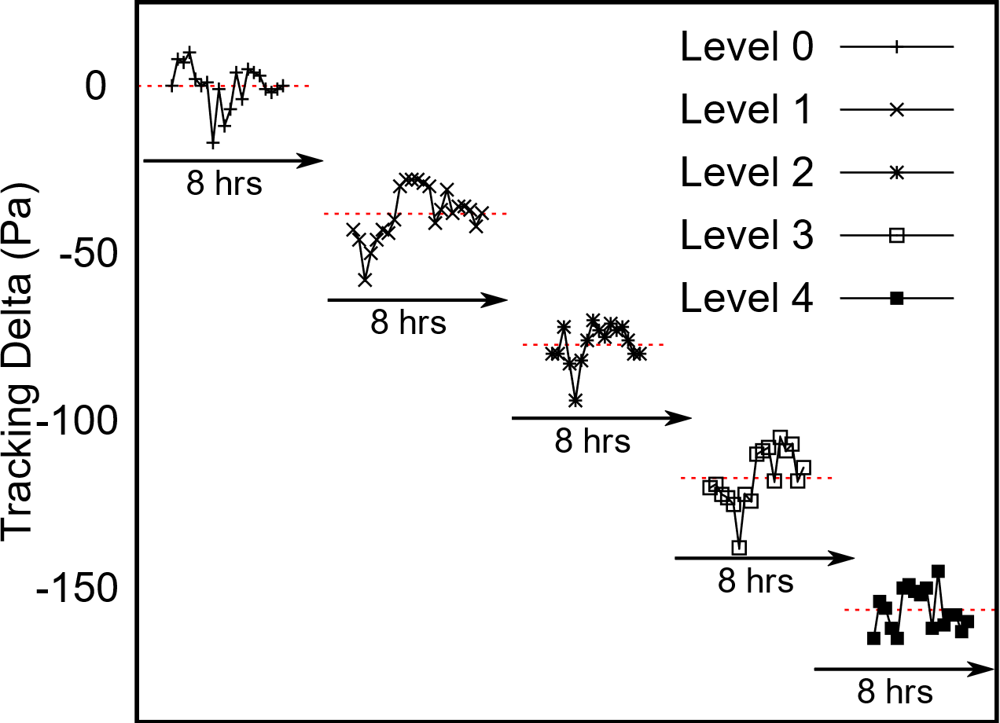 Tracking Delta (Pa)
0
-50
-100
-150
Level 0
Level 1
Level 2
Level 3
Level 4
8 hrs
8 hrs
8 hrs
8 hrs
8 hrs